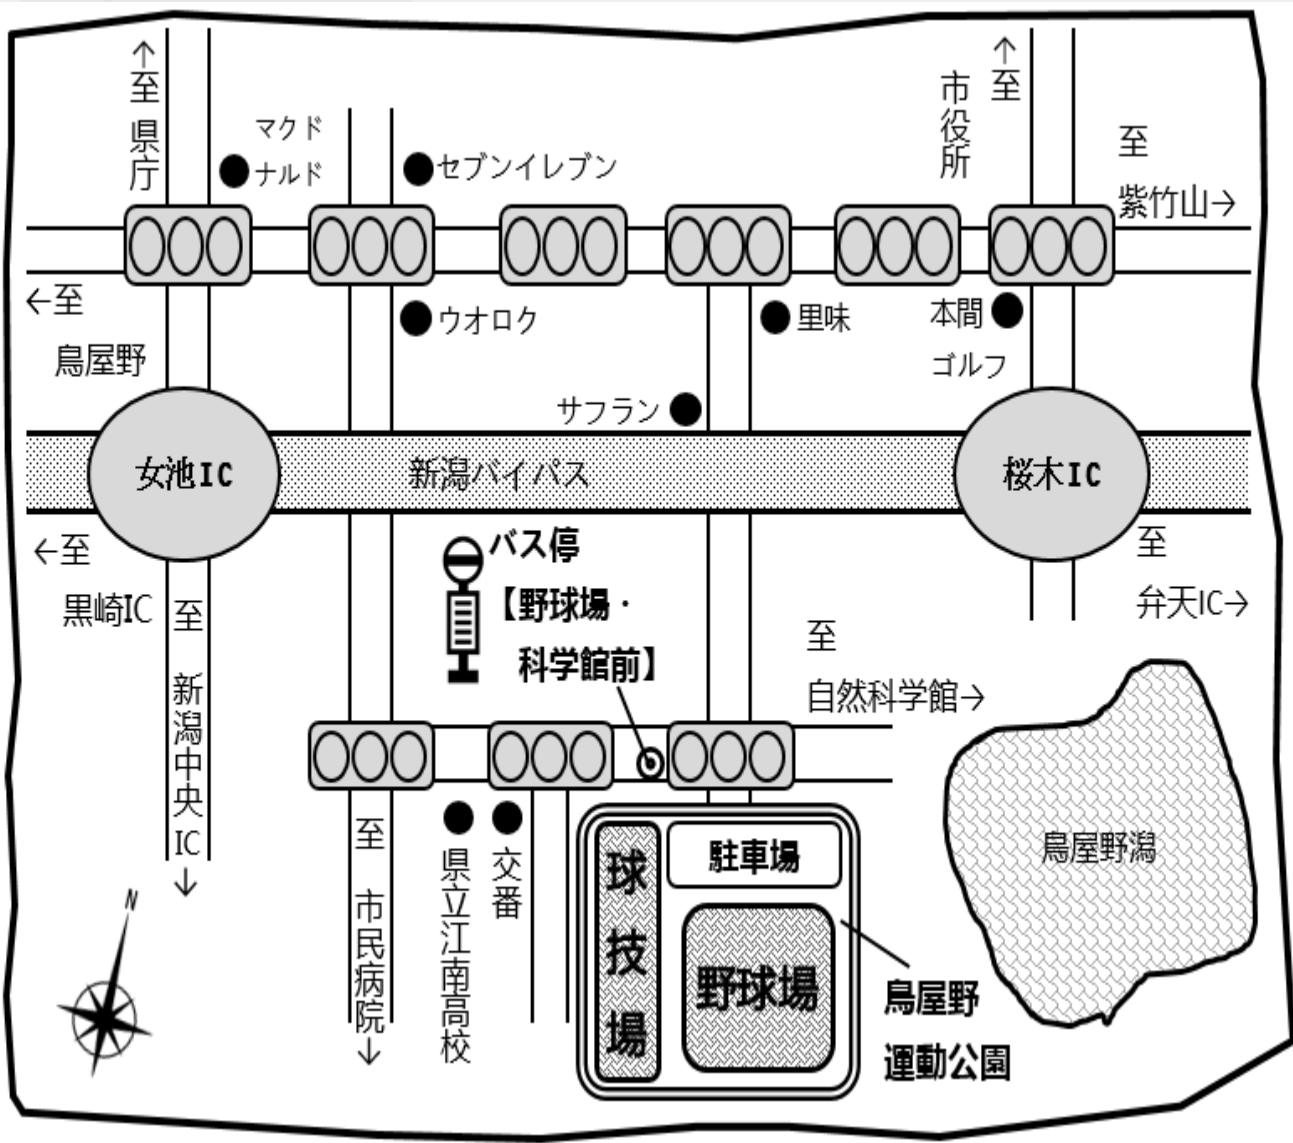 ↑至県庁
マクド
ナルド
セブンイレブン
市役所
↑至
至
紫竹山→
←至
鳥屋野
ウオロク
里味
本間
ゴルフ
サフラン
女池IC
新潟バイパス
桜木IC
←至
黒崎IC
至
新潟中央IC↓
バス停
【野球場・
科学館前】
至
弁天IC→
至
自然科学館→
至
市民病院↓
県立江南高校
交番
球技場
駐車場
野球場
鳥屋野
運動公園
鳥屋野潟
N